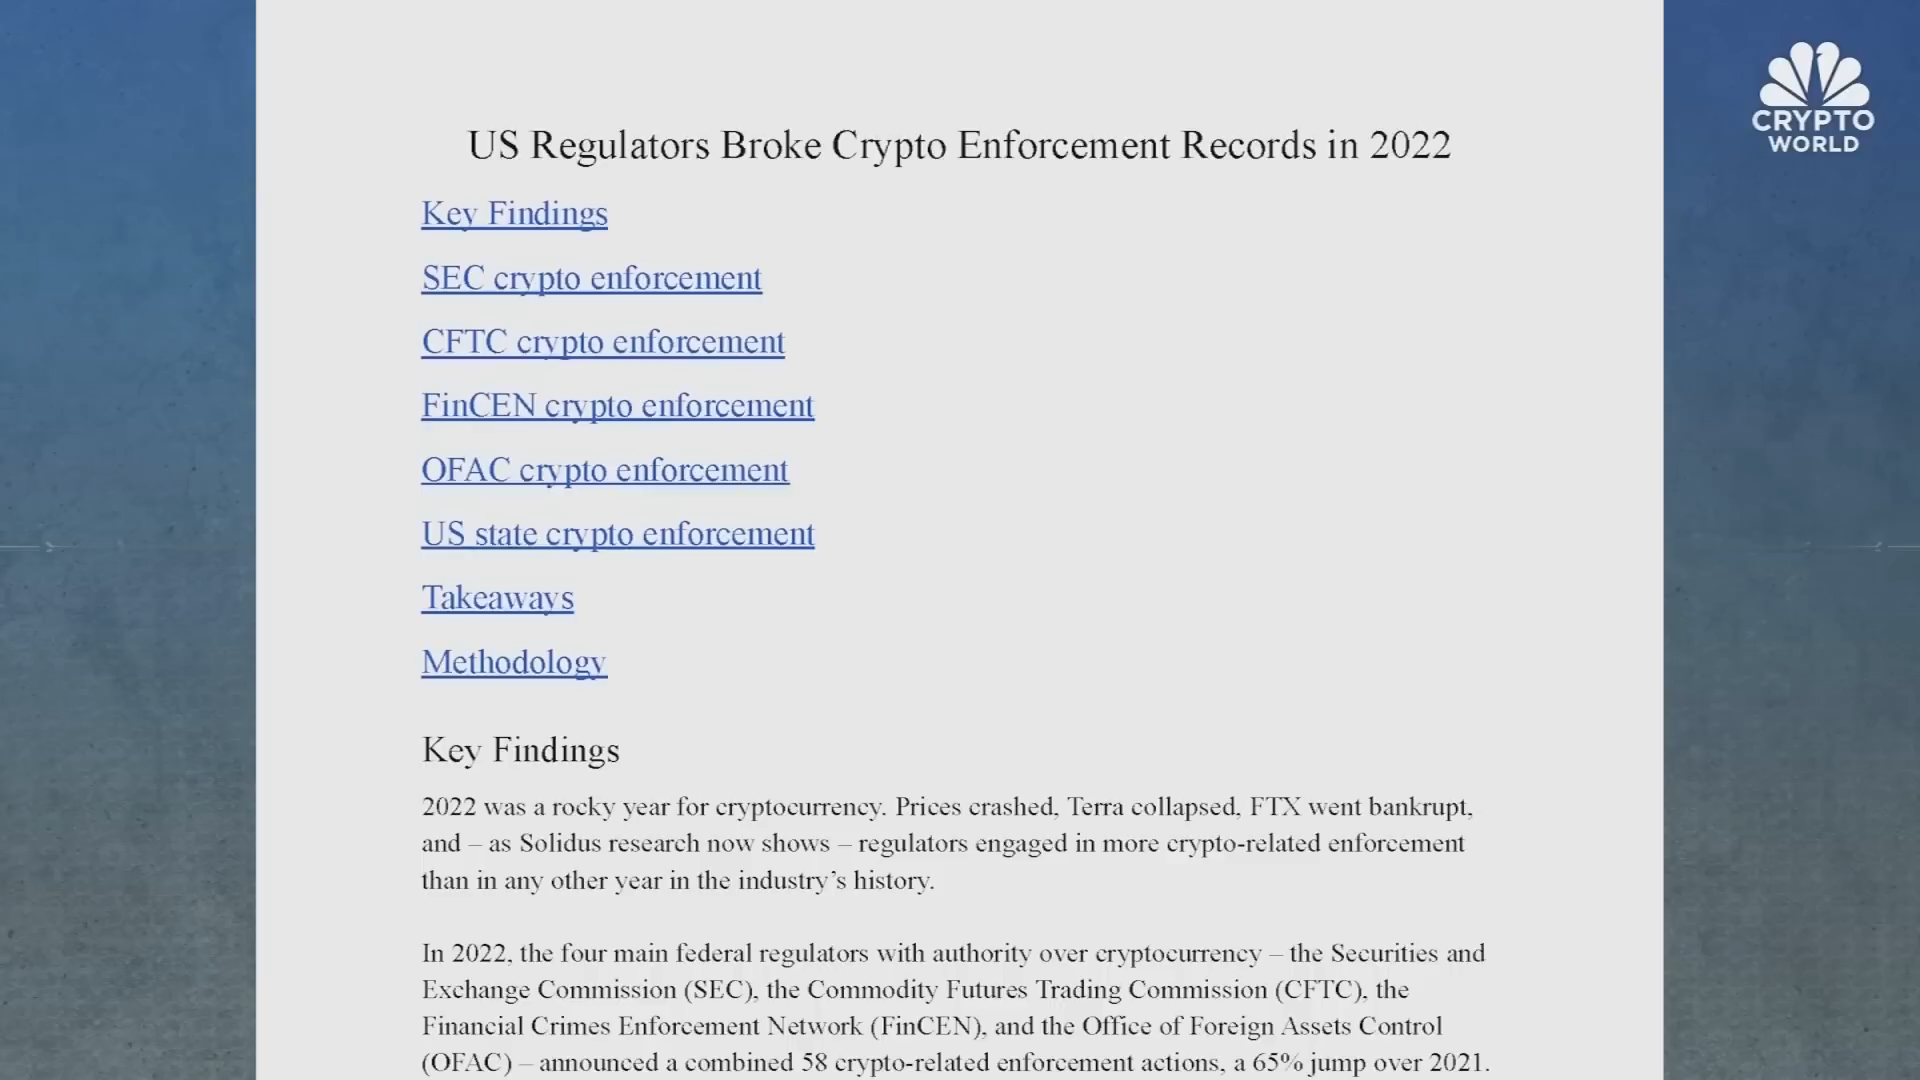 US Regulators Broke Crypto Enforcement Records in 2022
CRYPTO
WORLD
Key Findings
SEC crypto enforcement
CFTC crypto enforcement
FinCEN crypto enforcement
OFAC crypto enforcement
US state crypto enforcement
Takeaways
Methodology
Key Findings
2022 was a rocky year for cryptocurrency. Prices crashed, Terra collapsed, FTX went bankrupt,
and – as Solidus research now shows – regulators engaged in more crypto-related enforcement
than in any other year in the industry’s history.
In 2022, the four main federal regulators with authority over cryptocurrency – the Securities and
Exchange Commission (SEC), the Commodity Futures Trading Commission (CFTC), the
Financial Crimes Enforcement Network (FinCEN), and the Office of Foreign Assets Control
(OFAC) – announced a combined 58 crypto-related enforcement actions, a 65% jump over 2021.